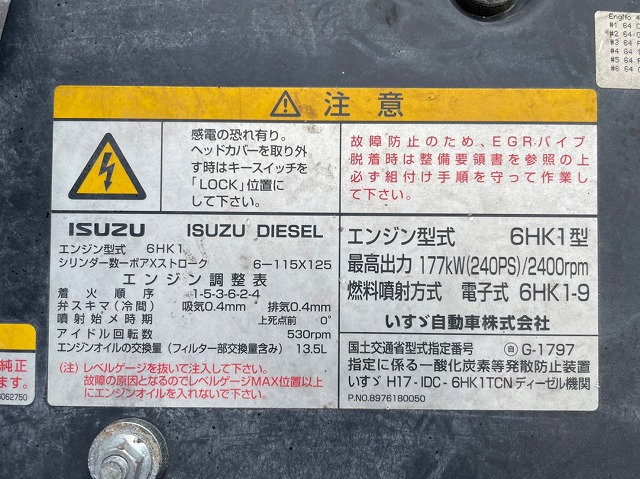 EngNo 4
#1 64
#2 64
#3 64
#4 64
#5 64
#6 64
注意
感電の恐れ有り。
ヘッドカバーを取り外
す時はキースイッチを
「LOCK」位置に
して下さい。
故障防止のため、EGRパイプ
脱着時は整備要領書を参照の上
必ず組付け手順を守って作業し
て下さい。
ISUZU ISUZU DIESEL
エンジン型式 6HK1
シリンダー数ーボアXストローク 6-115X125
エンジン調整表
着火順序 1-5-3-6-2-4
弁スキマ(冷間) 吸気0.4mm 排気0.4mm
噴射始メ時期 上死点前 0°
アイドル回転数 530rpm
エンジンオイルの交換量(フィルター部交換量含み) 13.5L
(注)レベルゲージを抜いて注入して下さい。
故障の原因となるのでレベルゲージMAX位置以上
にエンジンオイルを入れないで下さい。
エンジン型式 6HK1型
最高出力 177kW(240PS)/2400rpm
燃料噴射方式 電子式 6HK1-9
いすゞ自動車株式会社
国土交通省型式指定番号 自 G-1797
指定に係る一酸化炭素等発散防止装置
いすゞ H17-IDC-6HK1TCN ディーゼル機関
P.NO.8976180050
純正
ます。
6062750